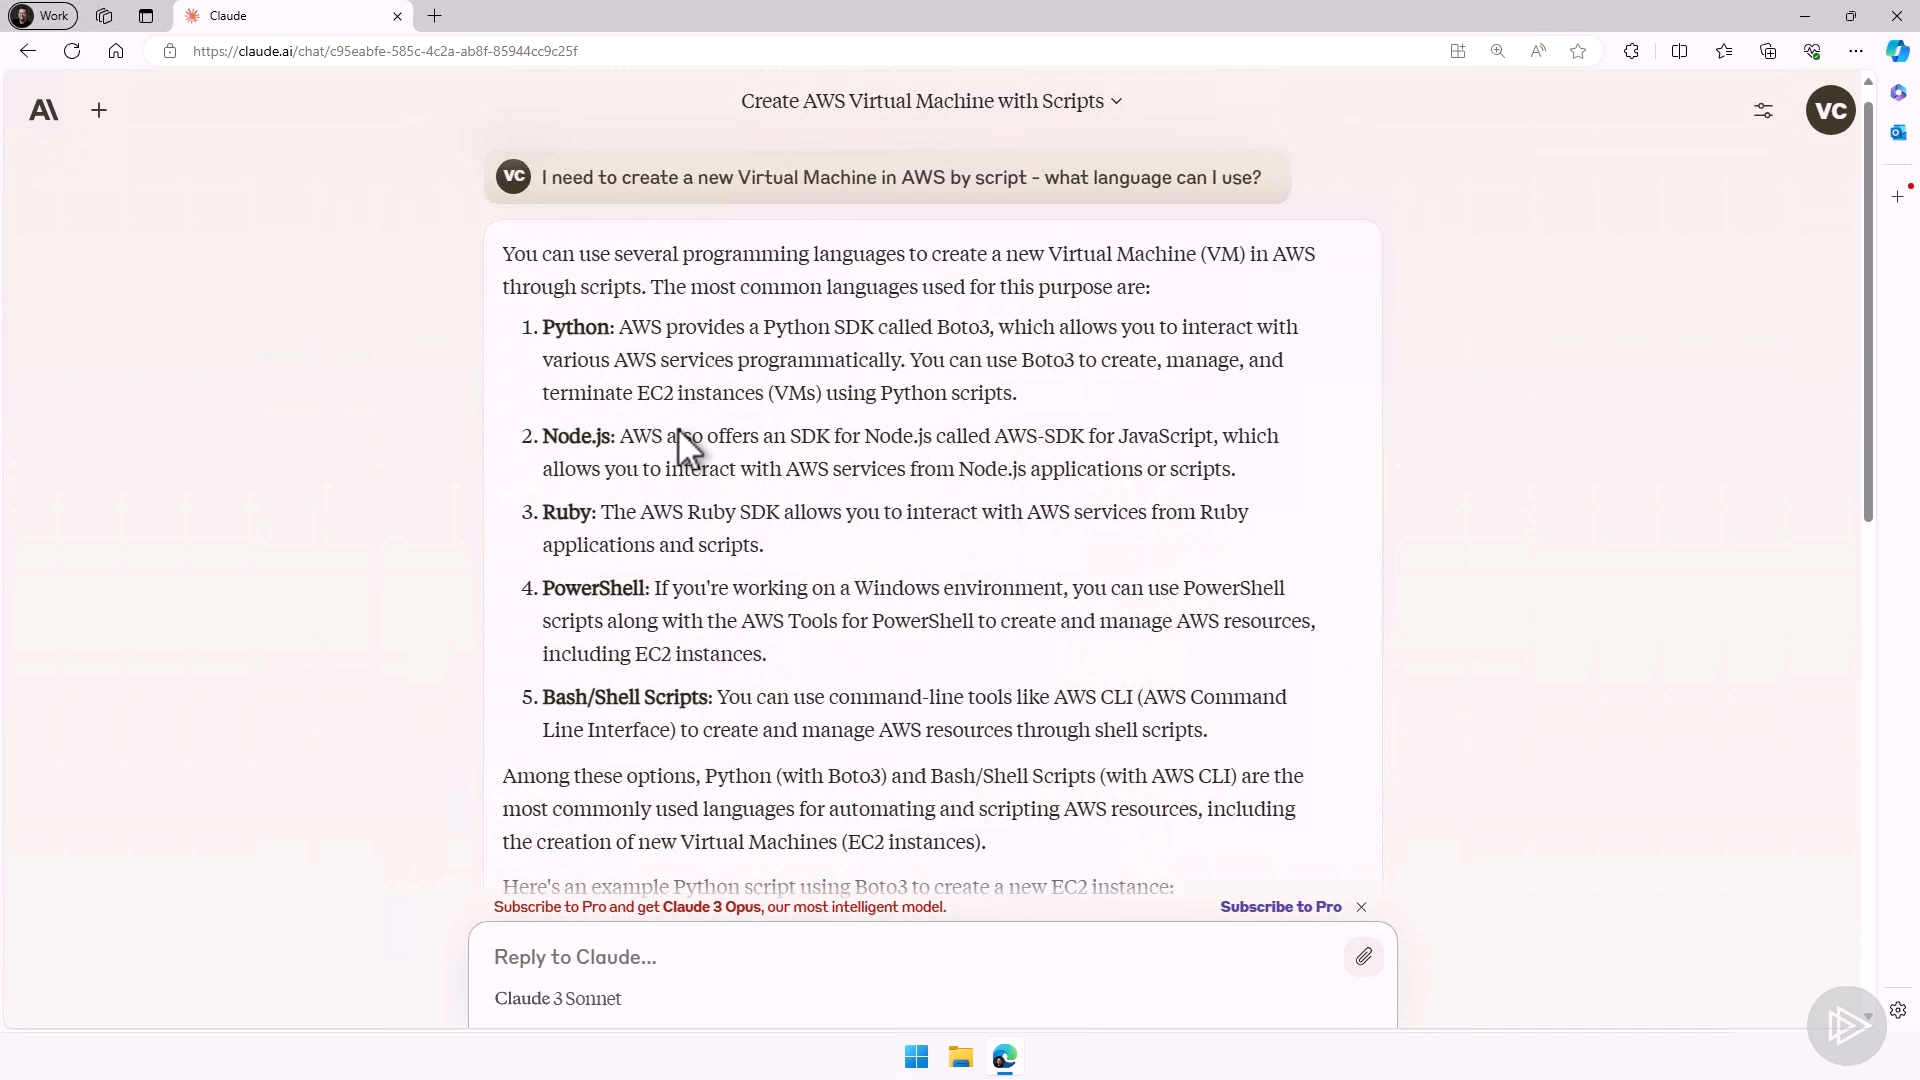 Work
Claude
https://claude.ai/chat/c95eabfe-585c-4c2a-ab8f-85944cc9c25f
Create AWS Virtual Machine with Scripts
VC
VC I need to create a new Virtual Machine in AWS by script - what language can I use?
You can use several programming languages to create a new Virtual Machine (VM) in AWS
through scripts. The most common languages used for this purpose are:
1. Python: AWS provides a Python SDK called Boto3, which allows you to interact with
various AWS services programmatically. You can use Boto3 to create, manage, and
terminate EC2 instances (VMs) using Python scripts.
2. Node.js: AWS also offers an SDK for Node.js called AWS-SDK for JavaScript, which
allows you to interact with AWS services from Node.js applications or scripts.
3. Ruby: The AWS Ruby SDK allows you to interact with AWS services from Ruby
applications and scripts.
4. PowerShell: If you're working on a Windows environment, you can use PowerShell
scripts along with the AWS Tools for PowerShell to create and manage AWS resources,
including EC2 instances.
5. Bash/Shell Scripts: You can use command-line tools like AWS CLI (AWS Command
Line Interface) to create and manage AWS resources through shell scripts.
Among these options, Python (with Boto3) and Bash/Shell Scripts (with AWS CLI) are the
most commonly used languages for automating and scripting AWS resources, including
the creation of new Virtual Machines (EC2 instances).
Here's an example Python script using Boto3 to create a new EC2 instance:
Subscribe to Pro and get Claude 3 Opus, our most intelligent model. Subscribe to Pro
Reply to Claude...
Claude 3 Sonnet